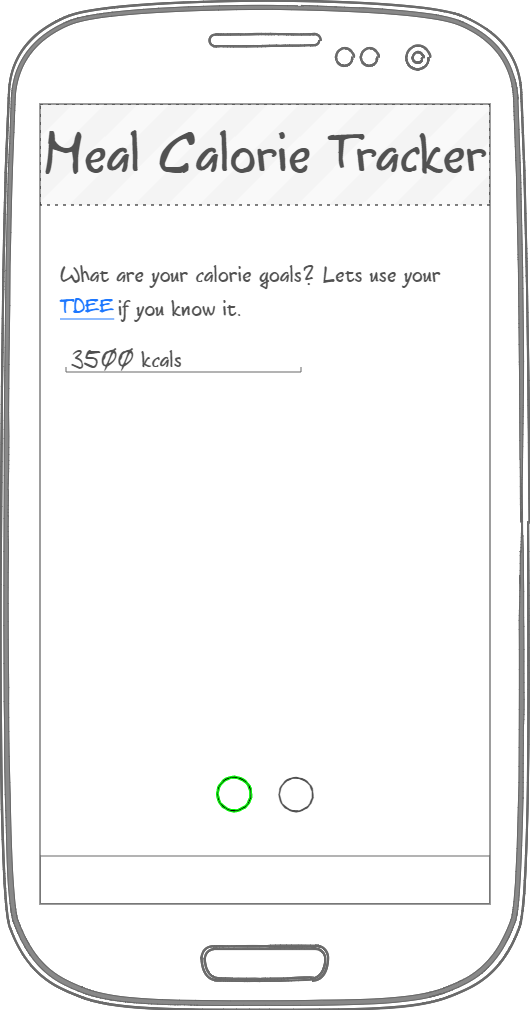 Meal Calorie Tracker
What are your calorie goals? Lets use your
TDEE if you know it.
3500 kcals